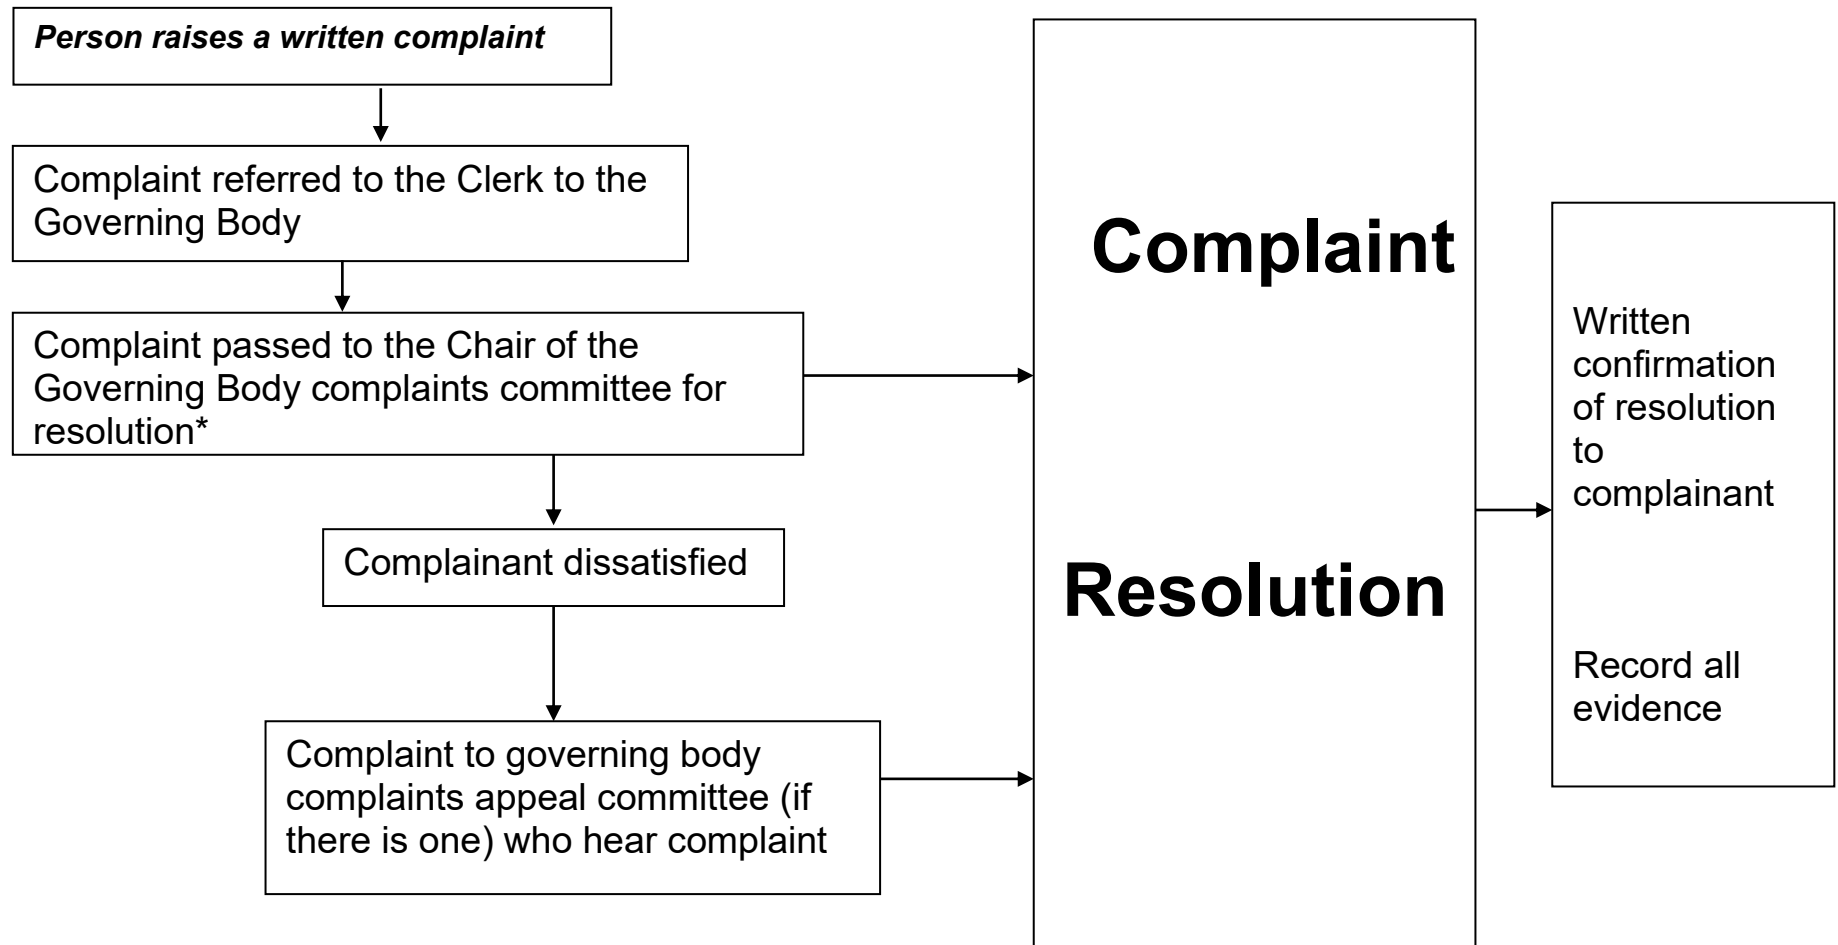 Person raises a written complaint
Complaint referred to the Clerk to the
Governing Body
Complaint passed to the Chair of the
Governing Body complaints committee for
resolution*
Complainant dissatisfied
Complaint to governing body
complaints appeal committee (if
there is one) who hear complaint
Complaint
Resolution
Written
confirmation
of resolution
to
complainant
Record all
evidence